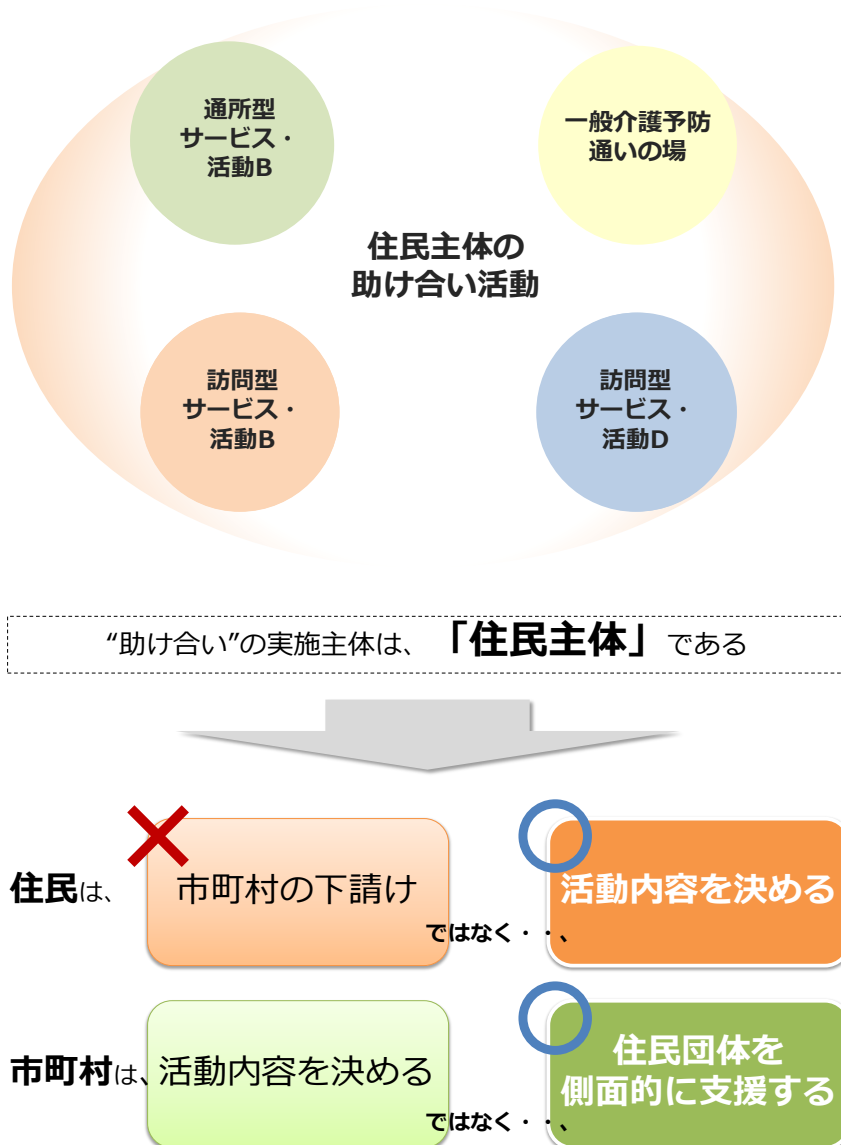 通所型
サービス・
活動B
一般介護予防
通いの場
住民主体の
助け合い活動
訪問型
サービス・
活動B
訪問型
サービス・
活動D
“助け合い”の実施主体は、「住民主体」である
住民は、
市町村の下請け
ではなく・・、
活動内容を決める
市町村は、
活動内容を決める
ではなく・・、
住民団体を
側面的に支援する